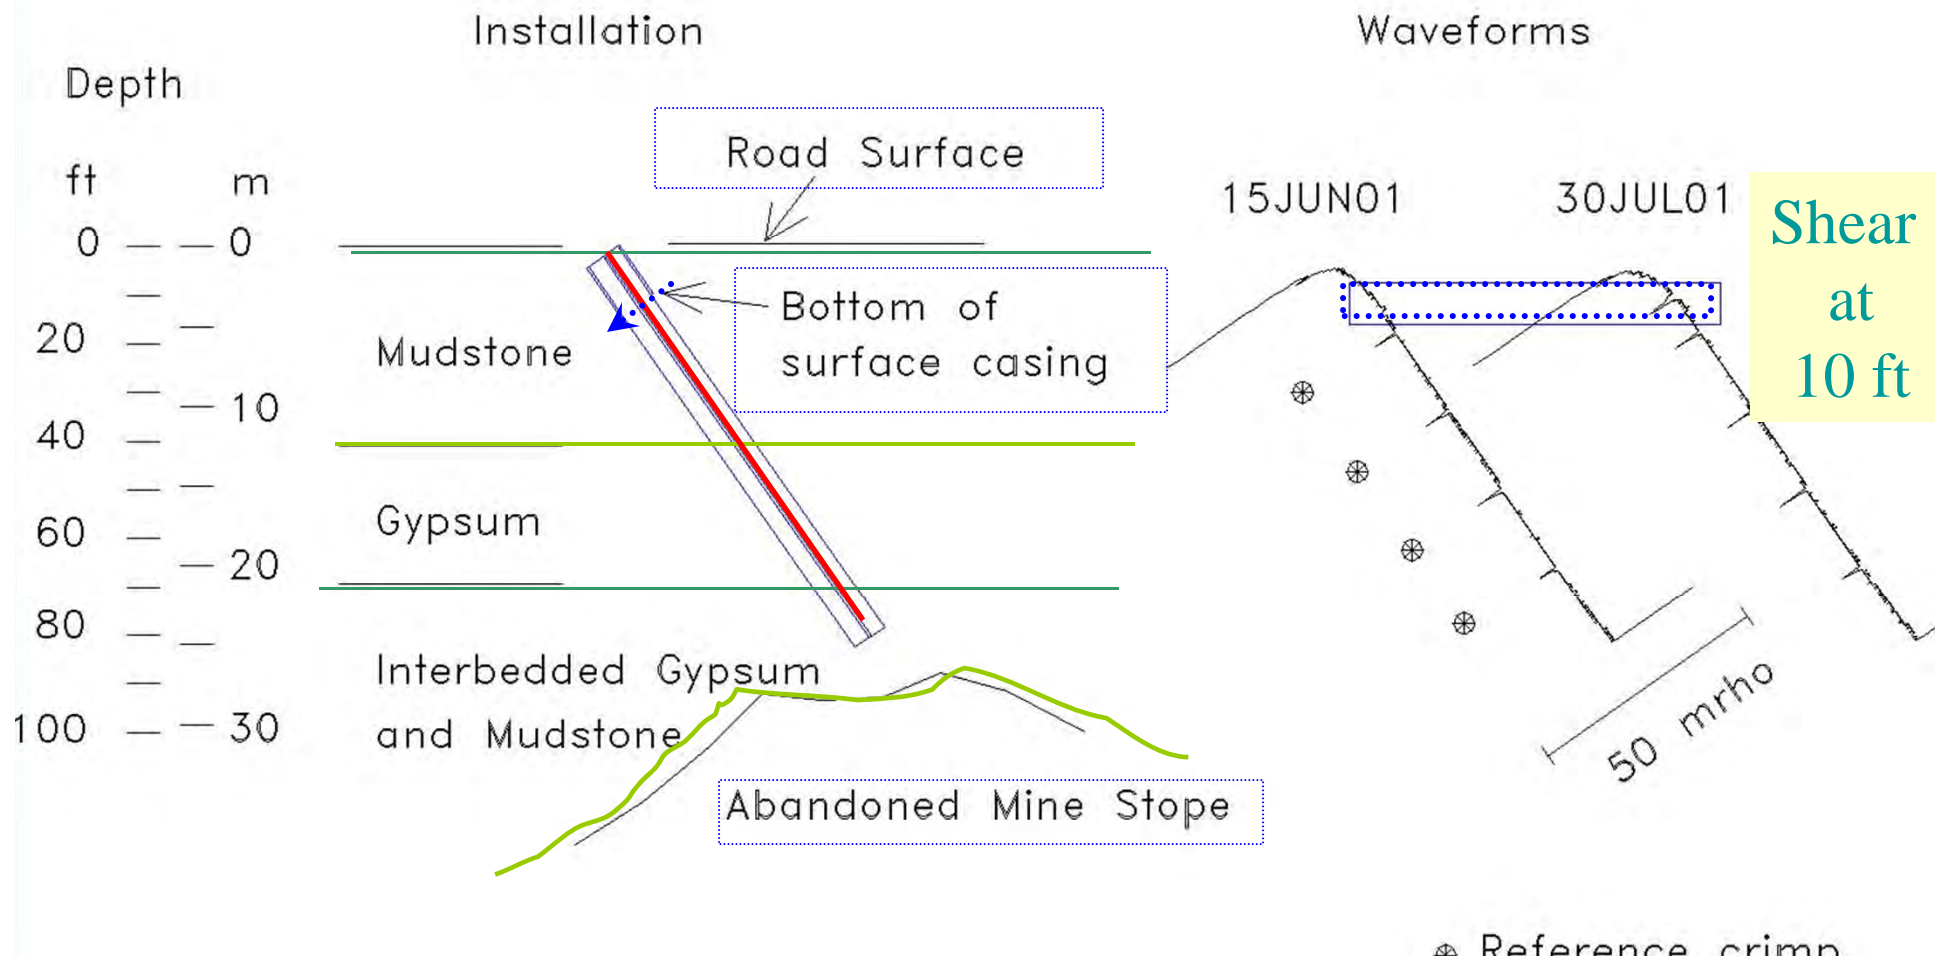 Installation
Waveforms
Depth
Road Surface
ft
m
15JUN01
30JUL01
Shear
at
10 ft
0
0
Bottom of
surface casing
20
Mudstone
10
40
Gypsum
60
20
80
Interbedded Gypsum
and Mudstone
100
30
50 mrho
Abandoned Mine Stope
Reference crimp